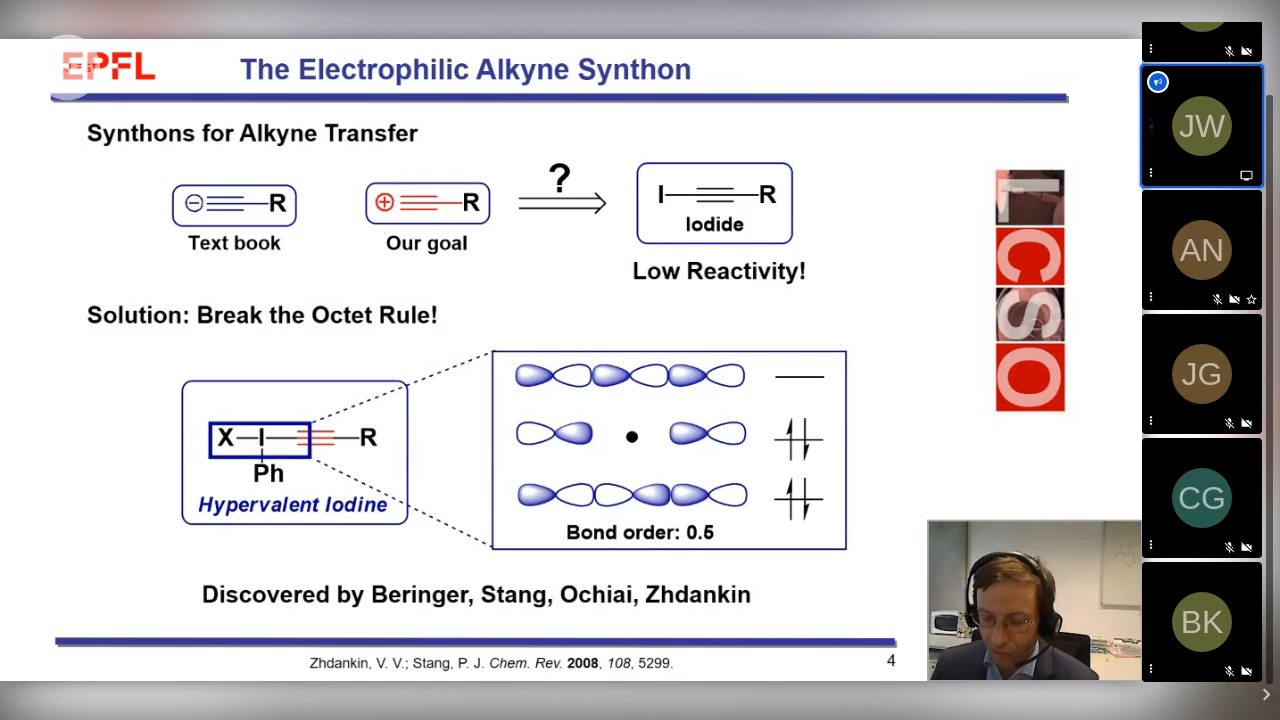 EPFL
The Electrophilic Alkyne Synthon
Synthons for Alkyne Transfer
⊖ R
⊕ R
?
I R
Iodide
Text book
Our goal
Low Reactivity!
Solution: Break the Octet Rule!
X I R
Ph
Hypervalent Iodine
Bond order: 0.5
Discovered by Beringer, Stang, Ochiai, Zhdankin
Zhdankin, V. V.; Stang, P. J. Chem. Rev. 2008, 108, 5299.
4
L
C
S
O
JW
AN
JG
CG
BK